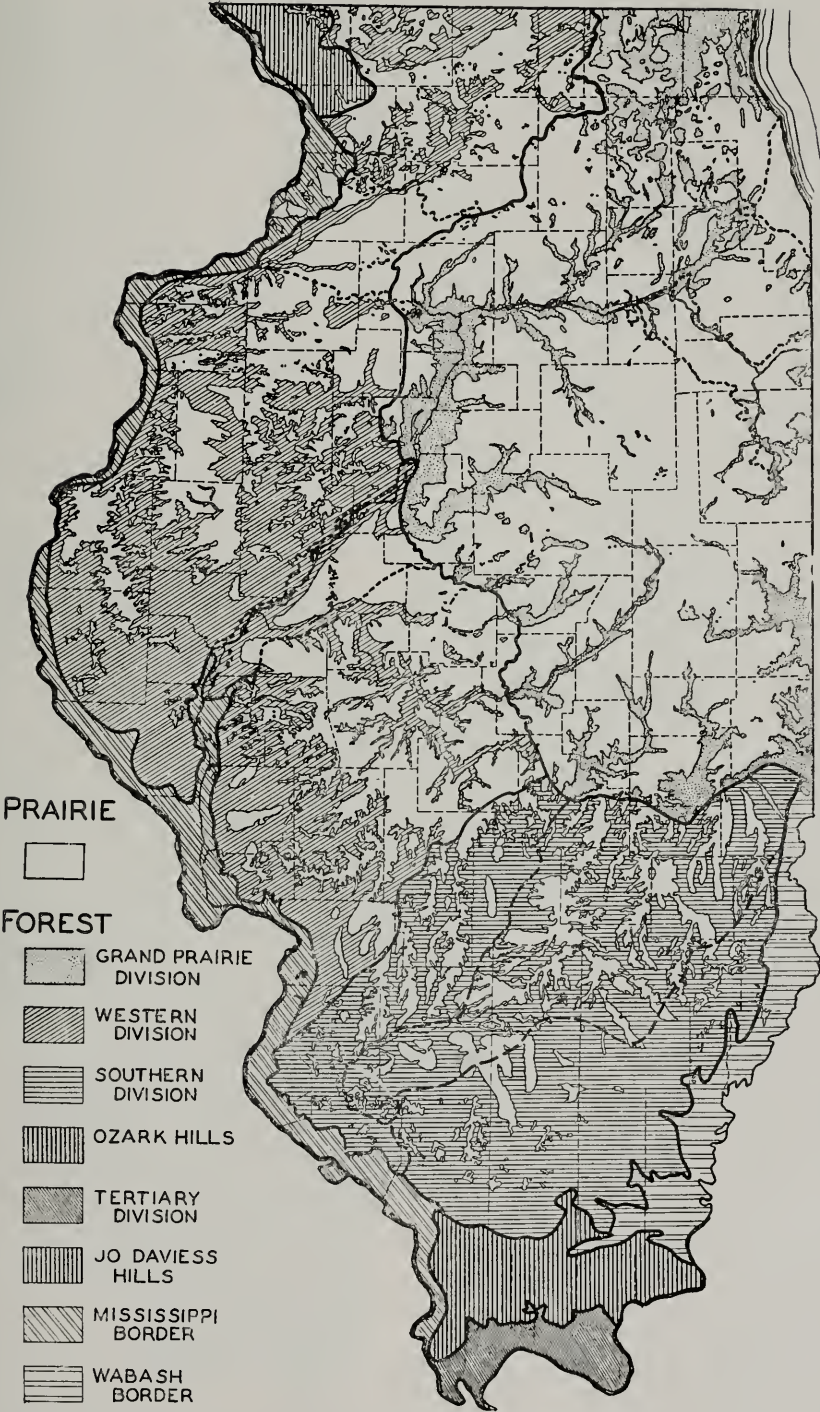 PRAIRIE
FOREST
GRAND PRAIRIE
DIVISION
WESTERN
DIVISION
SOUTHERN
DIVISION
OZARK HILLS
TERTIARY
DIVISION
JO DAVIESS
HILLS
MISSISSIPPI
BORDER
WABASH
BORDER